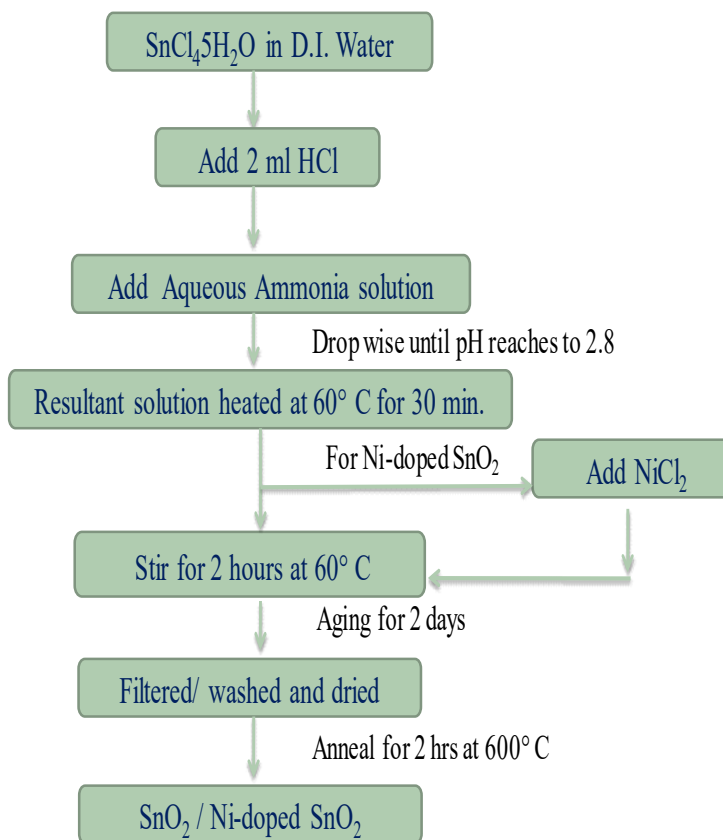 SnCl₄5H₂O in D.I. Water
Add 2 ml HCl
Add Aqueous Ammonia solution
Drop wise until pH reaches to 2.8
Resultant solution heated at 60° C for 30 min.
For Ni-doped SnO₂
Add NiCl₂
Stir for 2 hours at 60° C
Aging for 2 days
Filtered/ washed and dried
Anneal for 2 hrs at 600° C
SnO₂ / Ni-doped SnO₂